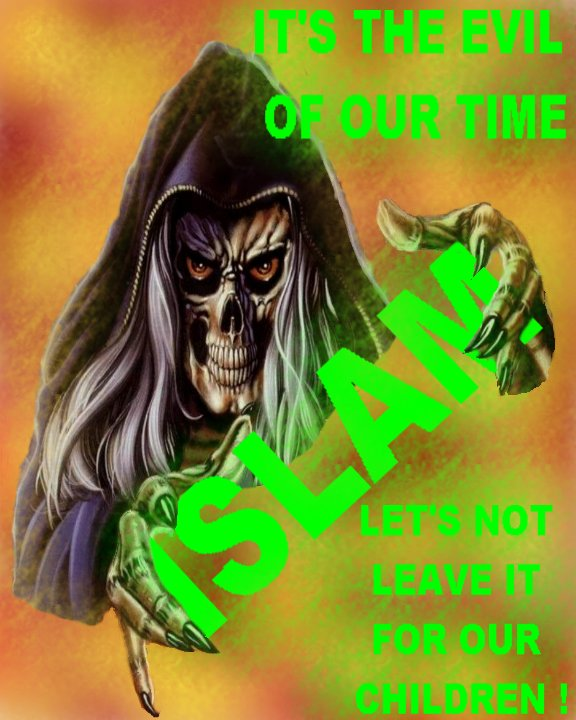 IT'S THE EVIL
OF OUR TIME
ISLAM.
LET'S NOT
LEAVE IT
FOR OUR
CHILDREN !